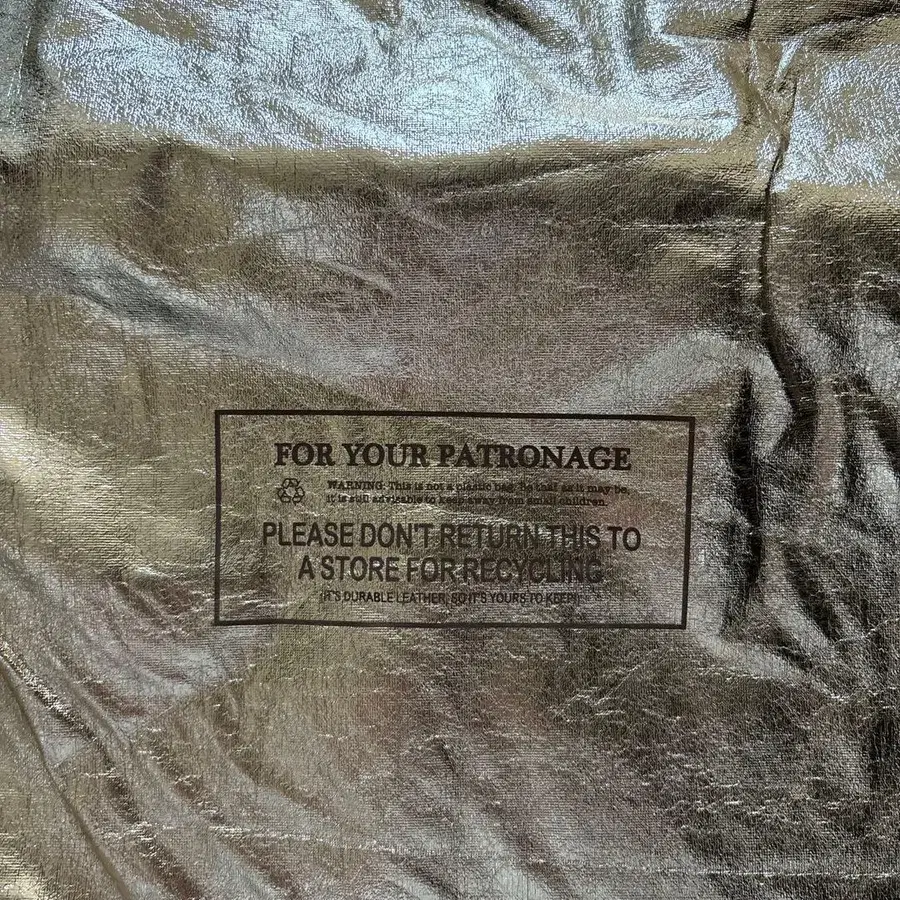 FOR YOUR PATRONAGE
WARNING: This is not a plastic bag. Be that as it may be,
it is still advisable to keep away from small children.
PLEASE DON'T RETURN THIS TO
A STORE FOR RECYCLING
(IT'S DURABLE LEATHER, SO IT'S YOURS TO KEEP!)